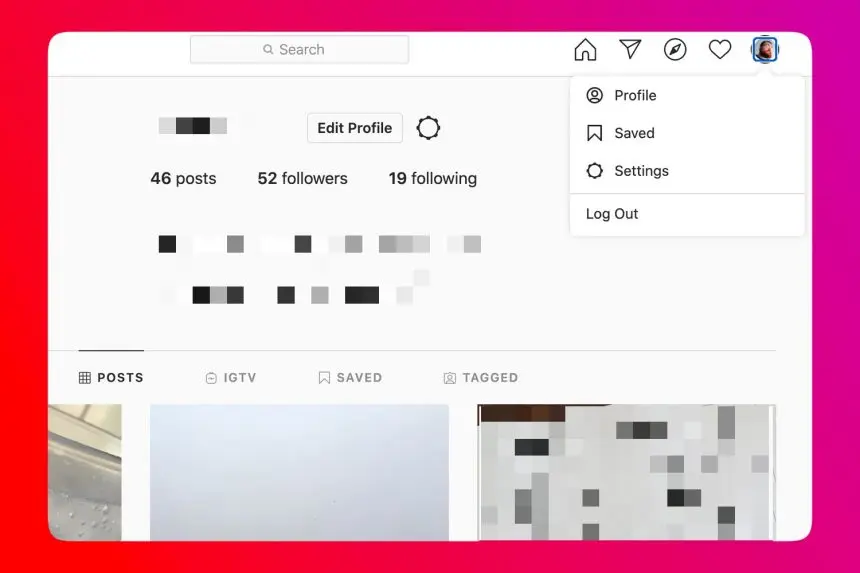 Search
Profile
Saved
Settings
Log Out
Edit Profile
46 posts 52 followers 19 following
POSTS IGTV SAVED TAGGED